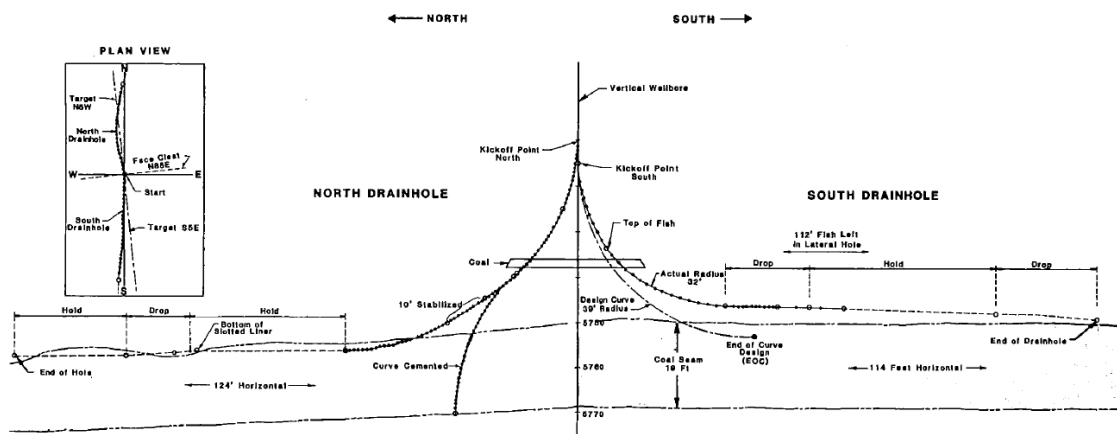 NORTH
SOUTH
PLAN VIEW
N
Target
N5W
North
Drainhole
Face Cleat
N85E
W
E
Start
South
Drainhole
Target S5E
S
Vertical Wellbore
Kickoff Point
North
Kickoff Point
South
NORTH DRAINHOLE
SOUTH DRAINHOLE
Top of Fish
112' Fish Left
in Lateral Hole
Coal
Drop
Hold
Drop
Actual Radius
32'
10' Stabilized
Design Curve
39' Radius
Hold
Drop
Bottom of
Slotted Liner
Hold
5750
End of Curve
Design
(EOC)
End of Drainhole
End of Hole
Curve Cemented
Coal Seam
19 Ft
5760
124' Horizontal
114 Feet Horizontal
5770